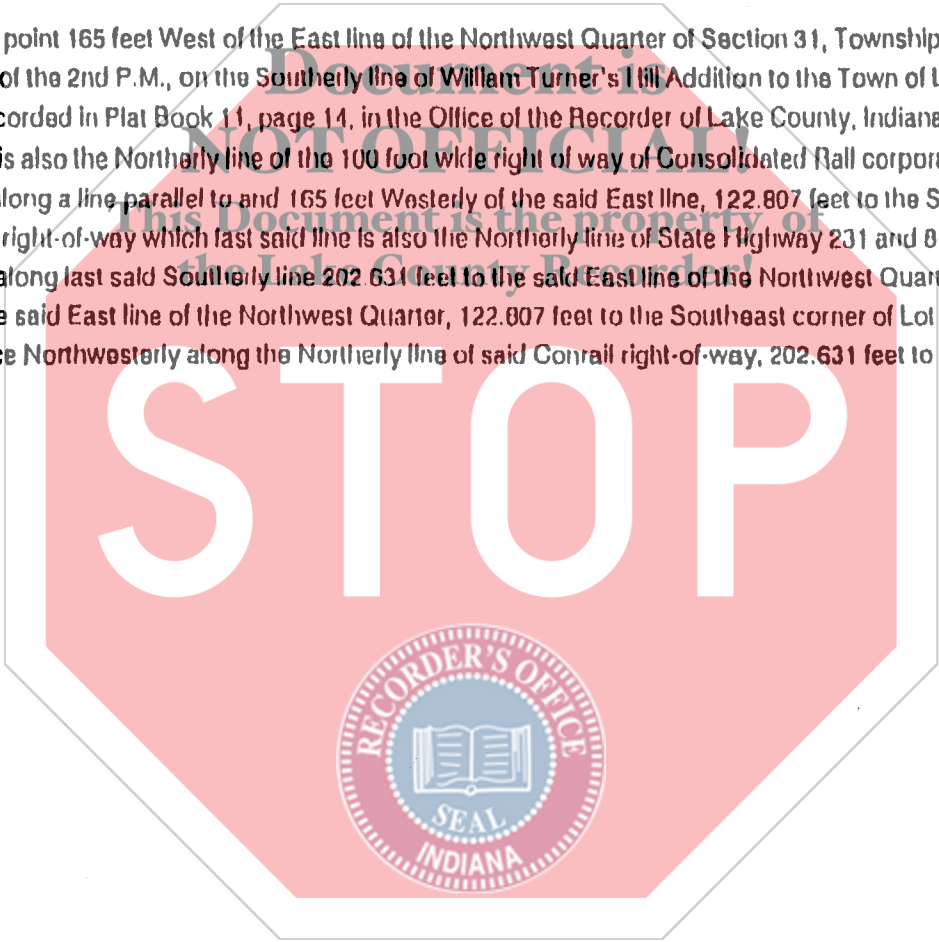 point 165 feet West of the East line of the Northwest Quarter of Section 31, Township
of the 2nd P.M., on the Southerly line of William Turner's Hill Addition to the Town of L
corded in Plat Book 11, page 14, in the Office of the Recorder of Lake County, Indiana
is also the Northerly line of the 100 foot wide right of way of Consolidated Rail corpor
long a line parallel to and 165 feet Westerly of the said East line, 122.807 feet to the S
right-of-way which last said line is also the Northerly line of State Highway 231 and 8
along last said Southerly line 202.631 feet to the said East line of the Northwest Quar
e said East line of the Northwest Quarter, 122.807 feet to the Southeast corner of Lot
ce Northwesterly along the Northerly line of said Conrail right-of-way, 202.631 feet to
Document is
NOT OFFICIAL!
This Document is the property of
the Lake County Recorder!
STOP
RECORDER'S OFFICE
SEAL
INDIANA